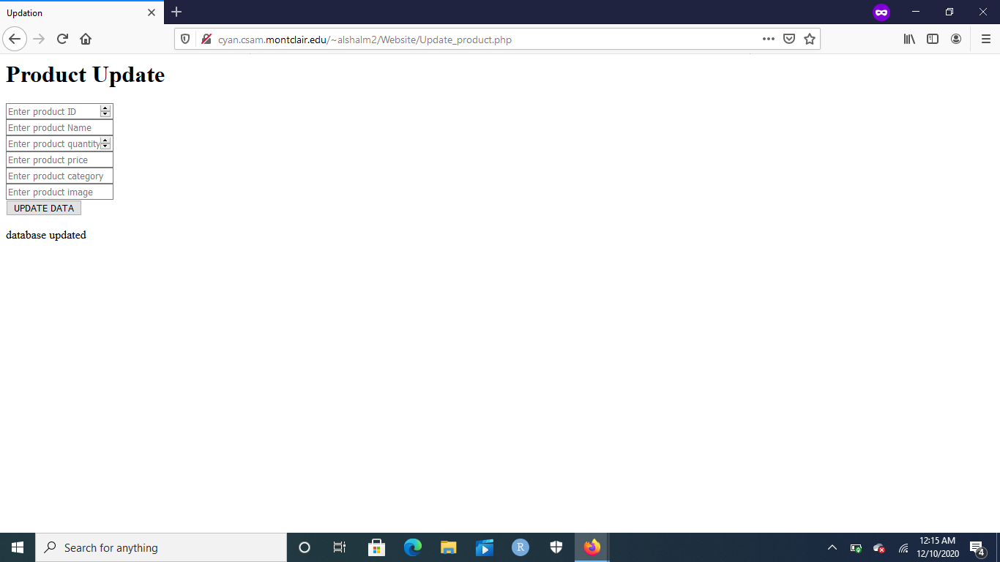 Updation
cyan.csam.montclair.edu/~alshalm2/Website/Update_product.php
Product Update
Enter product ID
Enter product Name
Enter product quantity
Enter product price
Enter product category
Enter product image
UPDATE DATA
database updated
Search for anything
R
12:15 AM
12/10/2020
4